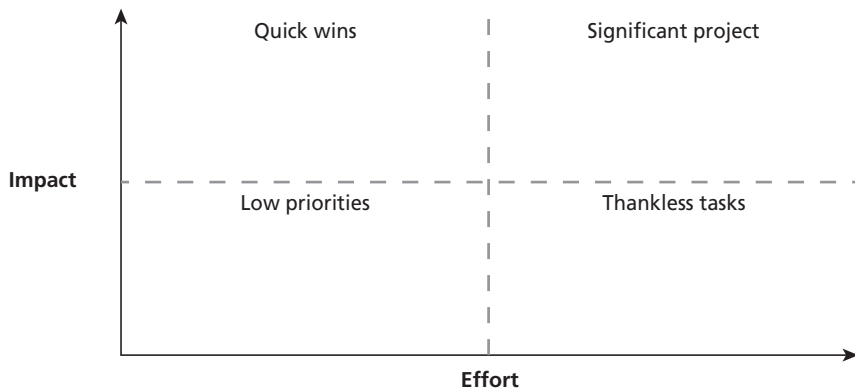 Quick wins
Significant project
Impact
Low priorities
Thankless tasks
Effort